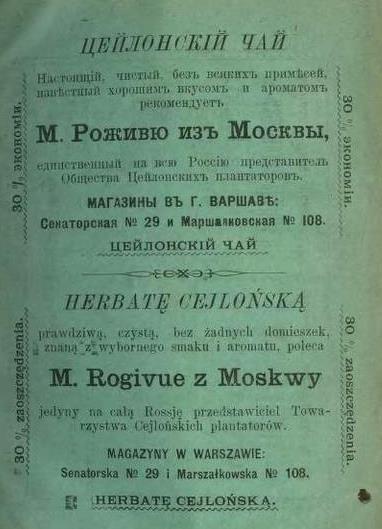 ЦЕЙЛОНСКІЙ ЧАЙ
Настоящій, чистый, безъ всякихъ примѣсей,
извѣстный хорошимъ вкусомъ и ароматомъ
рекомендуетъ
М. Роживю изъ Москвы,
единственный на всю Россію представитель
Общества Цейлонскихъ плантаторовъ.
МАГАЗИНЫ ВЪ Г. ВАРШАВѢ:
Сенаторская № 29 и Маршалковская № 108.
ЦЕЙЛОНСКІЙ ЧАЙ
30 % экономіи.
30 % экономіи.
HERBATĘ CEJLOŃSKĄ
prawdziwą, czystą, bez żadnych domieszek,
znaną z wybornego smaku i aromatu, poleca
M. Rogivue z Moskwy
jedyny na całą Rossję przedstawiciel Towa-
rzystwa Cejlońskich plantatorów.
MAGAZYNY W WARSZAWIE:
Senatorska № 29 i Marszałkowska № 108.
HERBATĘ CEJLOŃSKĄ.
30 % zaoszczędzenia.
30 % zaoszczędzenia.